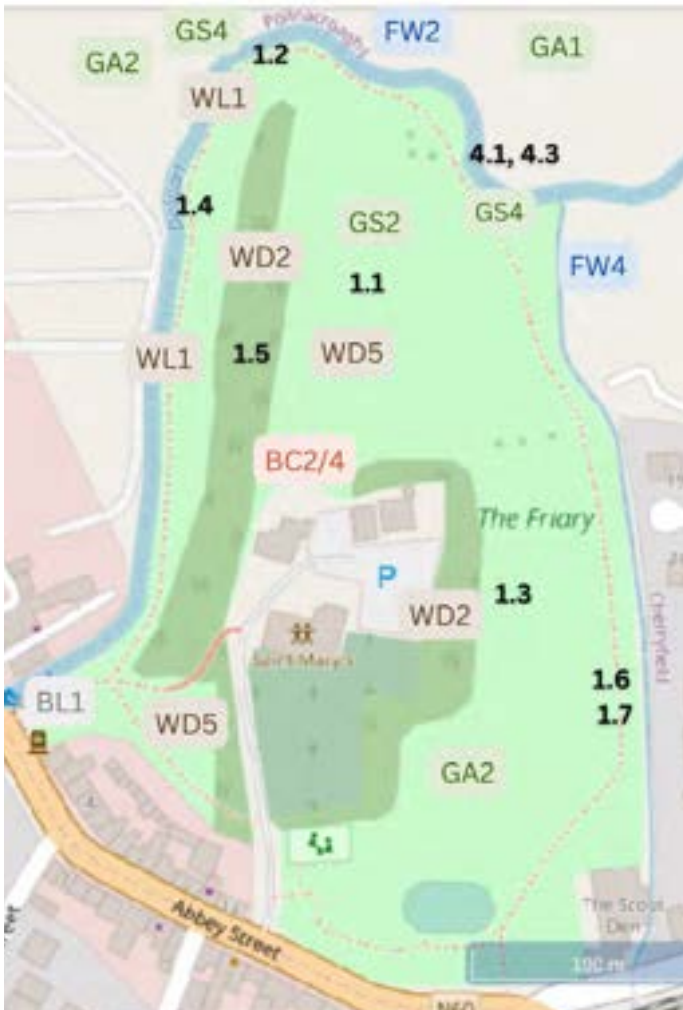 GS4
FW2
GA2
1.2
GA1
WL1
4.1, 4.3
1.4
GS2
GS4
WD2
FW4
1.1
WL1
1.5
WD5
BC2/4
The Friary
P
1.3
WD2
Saint Mary's
Cherryfield
1.6
BL1
1.7
WD5
GA2
The Scout
Den
Abbey Street
100 m
N60